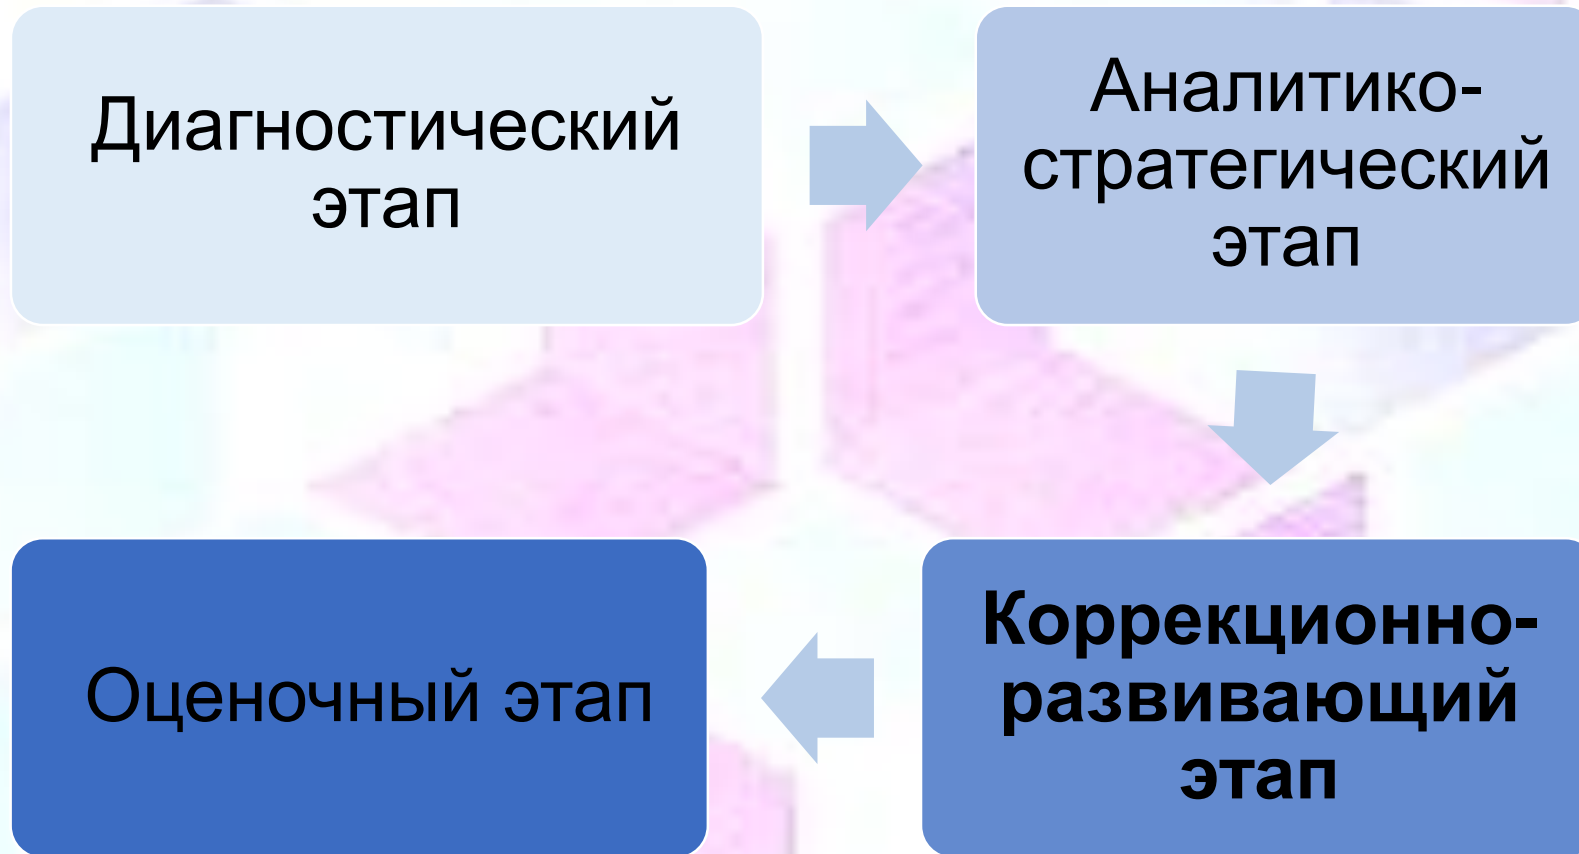 Диагностический
этап
Аналитико-
стратегический
этап
Коррекционно-
развивающий
этап
Оценочный этап